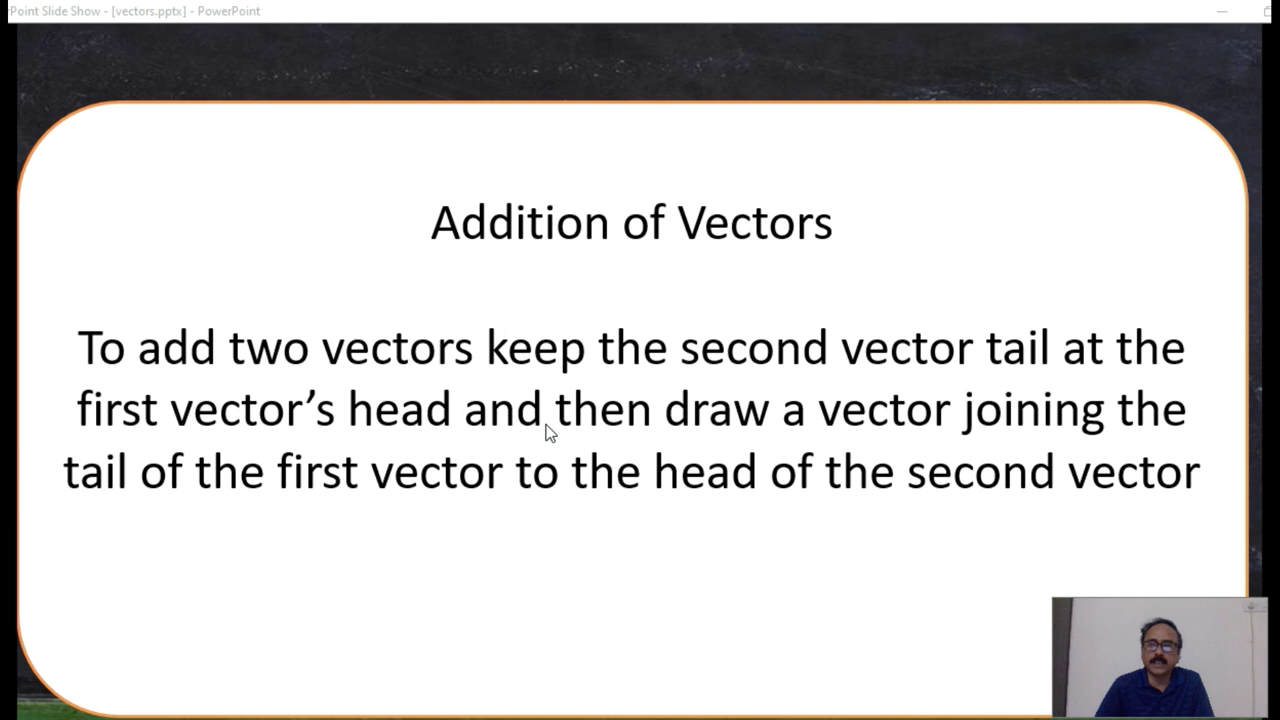 Point Slide Show - [vectors.pptx] - PowerPoint
Addition of Vectors
To add two vectors keep the second vector tail at the
first vector’s head and then draw a vector joining the
tail of the first vector to the head of the second vector